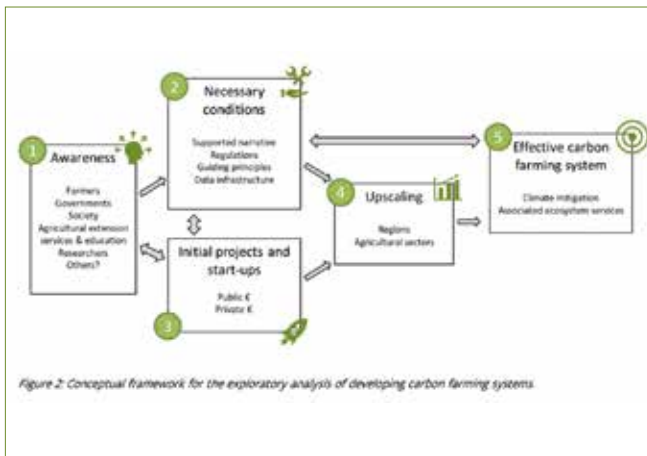 1
Awareness
Farmers
Governments
Society
Agricultural extension
services & education
Researchers
Others?
2
Necessary
conditions
Supported narrative
Regulations
Guiding principles
Data infrastructure
3
Initial projects and
start-ups
Public €
Private €
4
Upscaling
Regions
Agricultural sectors
5
Effective carbon
farming system
Climate mitigation
Associated ecosystem services
Figure 2: Conceptual framework for the exploratory analysis of developing carbon farming systems.